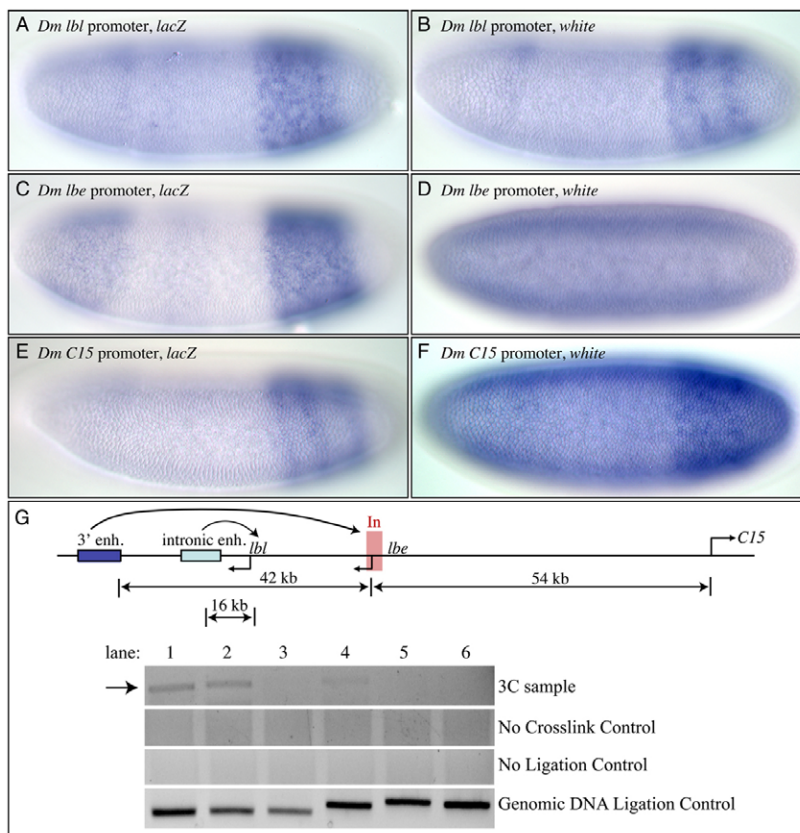 A Dm lbl promoter, lacZ
B Dm lbl promoter, white
C Dm lbe promoter, lacZ
D Dm lbe promoter, white
E Dm C15 promoter, lacZ
F Dm C15 promoter, white
G
In
3' enh.
intronic enh.
lbl
lbe
C15
42 kb
54 kb
16 kb
lane: 1 2 3 4 5 6
3C sample
No Crosslink Control
No Ligation Control
Genomic DNA Ligation Control